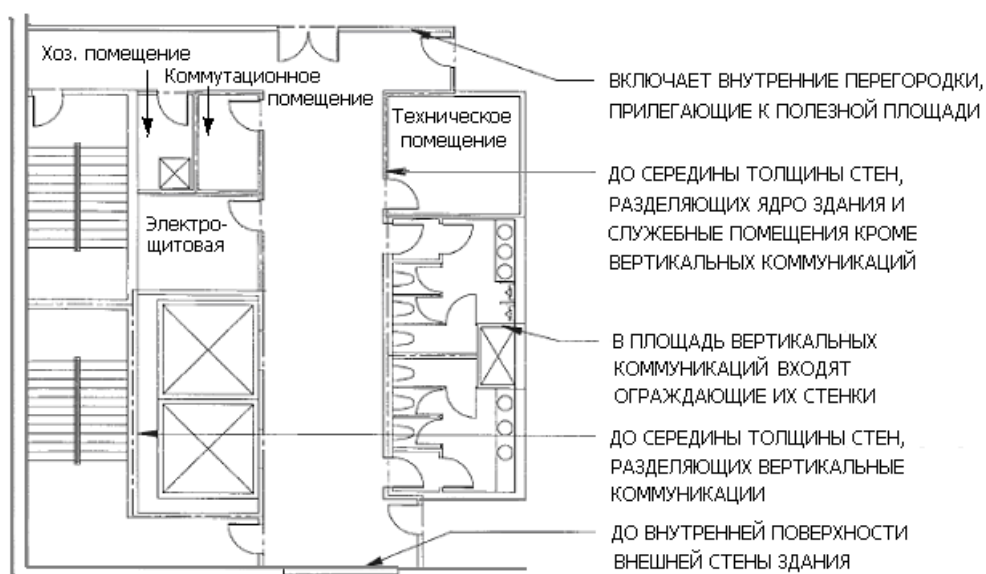 Хоз. помещение
Коммутационное
помещение
Техническое
помещение
Электро-
щитовая
ВКЛЮЧАЕТ ВНУТРЕННИЕ ПЕРЕГОРОДКИ,
ПРИЛЕГАЮЩИЕ К ПОЛЕЗНОЙ ПЛОЩАДИ
ДО СЕРЕДИНЫ ТОЛЩИНЫ СТЕН,
РАЗДЕЛЯЮЩИХ ЯДРО ЗДАНИЯ И
СЛУЖЕБНЫЕ ПОМЕЩЕНИЯ КРОМЕ
ВЕРТИКАЛЬНЫХ КОММУНИКАЦИЙ
В ПЛОЩАДЬ ВЕРТИКАЛЬНЫХ
КОММУНИКАЦИЙ ВХОДЯТ
ОГРАЖДАЮЩИЕ ИХ СТЕНКИ
ДО СЕРЕДИНЫ ТОЛЩИНЫ СТЕН,
РАЗДЕЛЯЮЩИХ ВЕРТИКАЛЬНЫЕ
КОММУНИКАЦИИ
ДО ВНУТРЕННЕЙ ПОВЕРХНОСТИ
ВНЕШНЕЙ СТЕНЫ ЗДАНИЯ